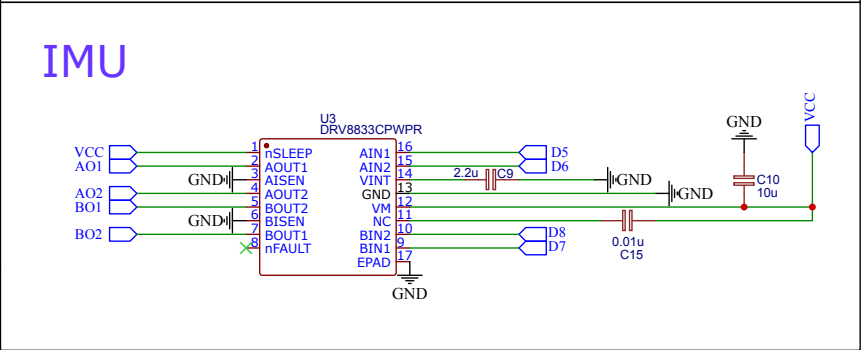 IMU
U3
DRV8833CPWPR
VCC
GND
VCC 1 nSLEEP AIN1 16 D5
AO1 2 AOUT1 AIN2 15 D6
GND 3 AISEN VINT 14 2.2u C9 GND
AO2 4 AOUT2 GND 13 GND
C10
10u
BO1 5 BOUT2 VM 12
GND 6 BISEN NC 11
BO2 7 BOUT1 BIN2 10 D8
8 nFAULT BIN1 9 D7
0.01u
C15
EPAD 17
GND